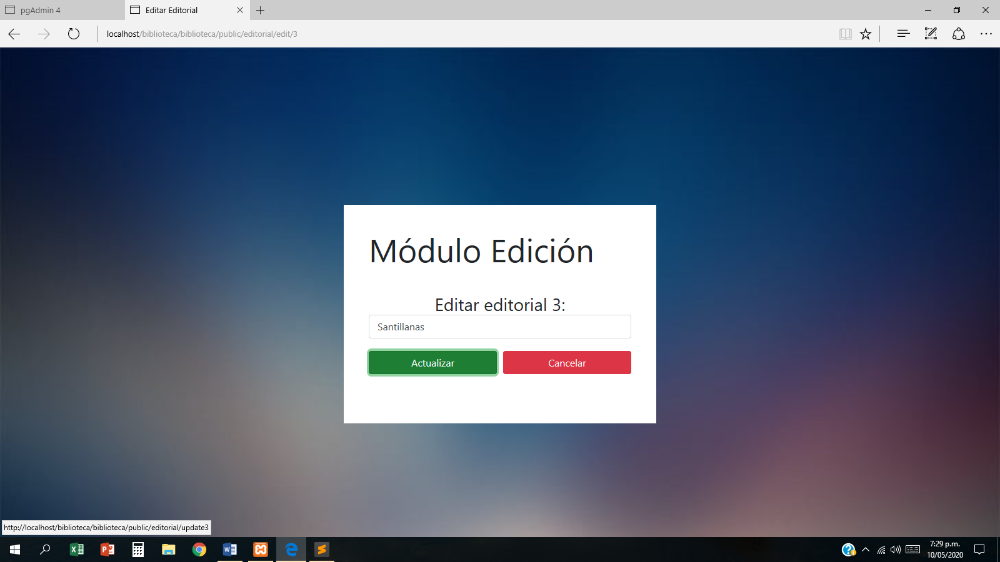 pgAdmin 4
Editar Editorial
localhost/biblioteca/biblioteca/public/editorial/edit/3
Módulo Edición
Editar editorial 3:
Santillanas
Actualizar
Cancelar
http://localhost/biblioteca/biblioteca/public/editorial/update3
7:29 p.m.
10/05/2020